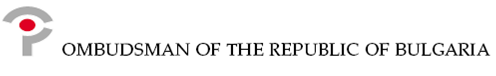 OMBUDSMAN OF THE REPUBLIC OF BULGARIA